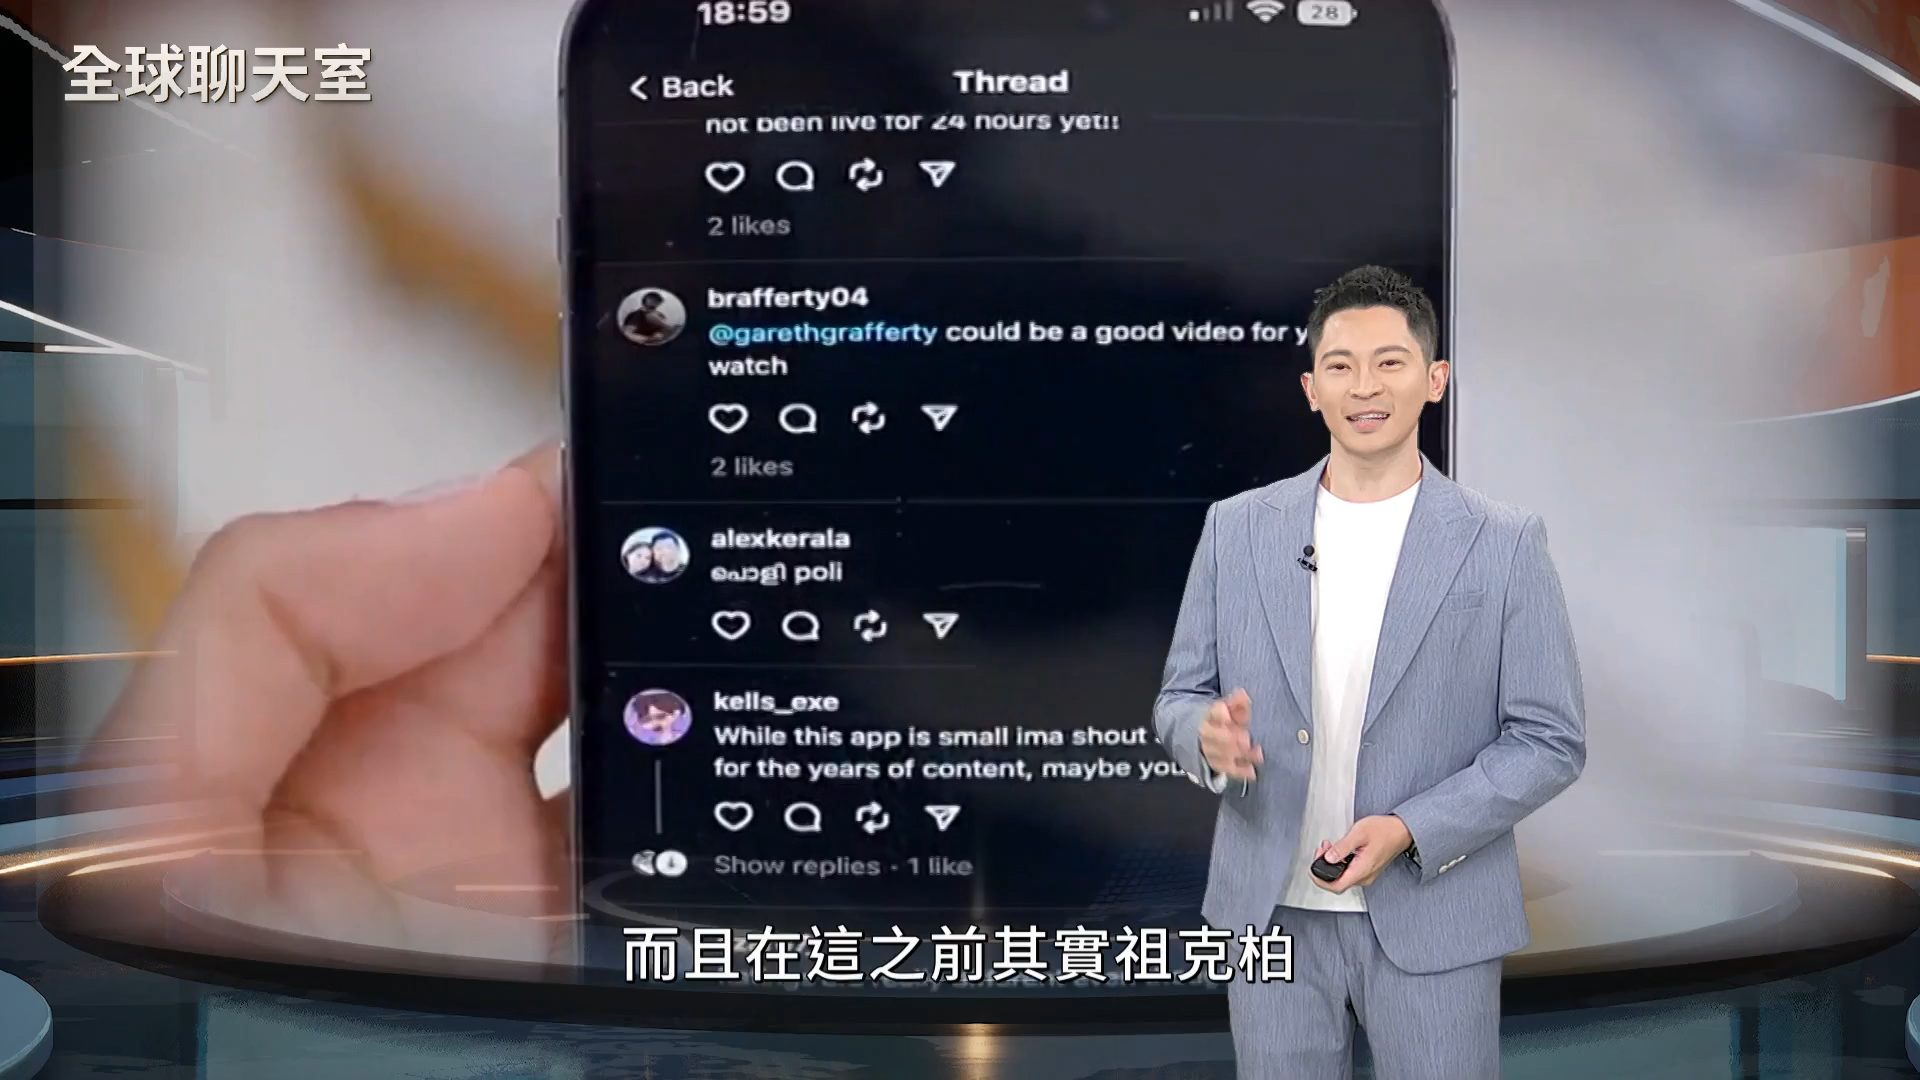 全球聊天室
18:59
28
Back
Thread
not been live for 24 hours yet!!
2 likes
brafferty04
@garethgrafferty could be a good video for y
watch
2 likes
alexkerala
പൊളി poli
kells_exe
While this app is small ima shout
for the years of content, maybe you
Show replies · 1 like
而且在這之前其實祖克柏